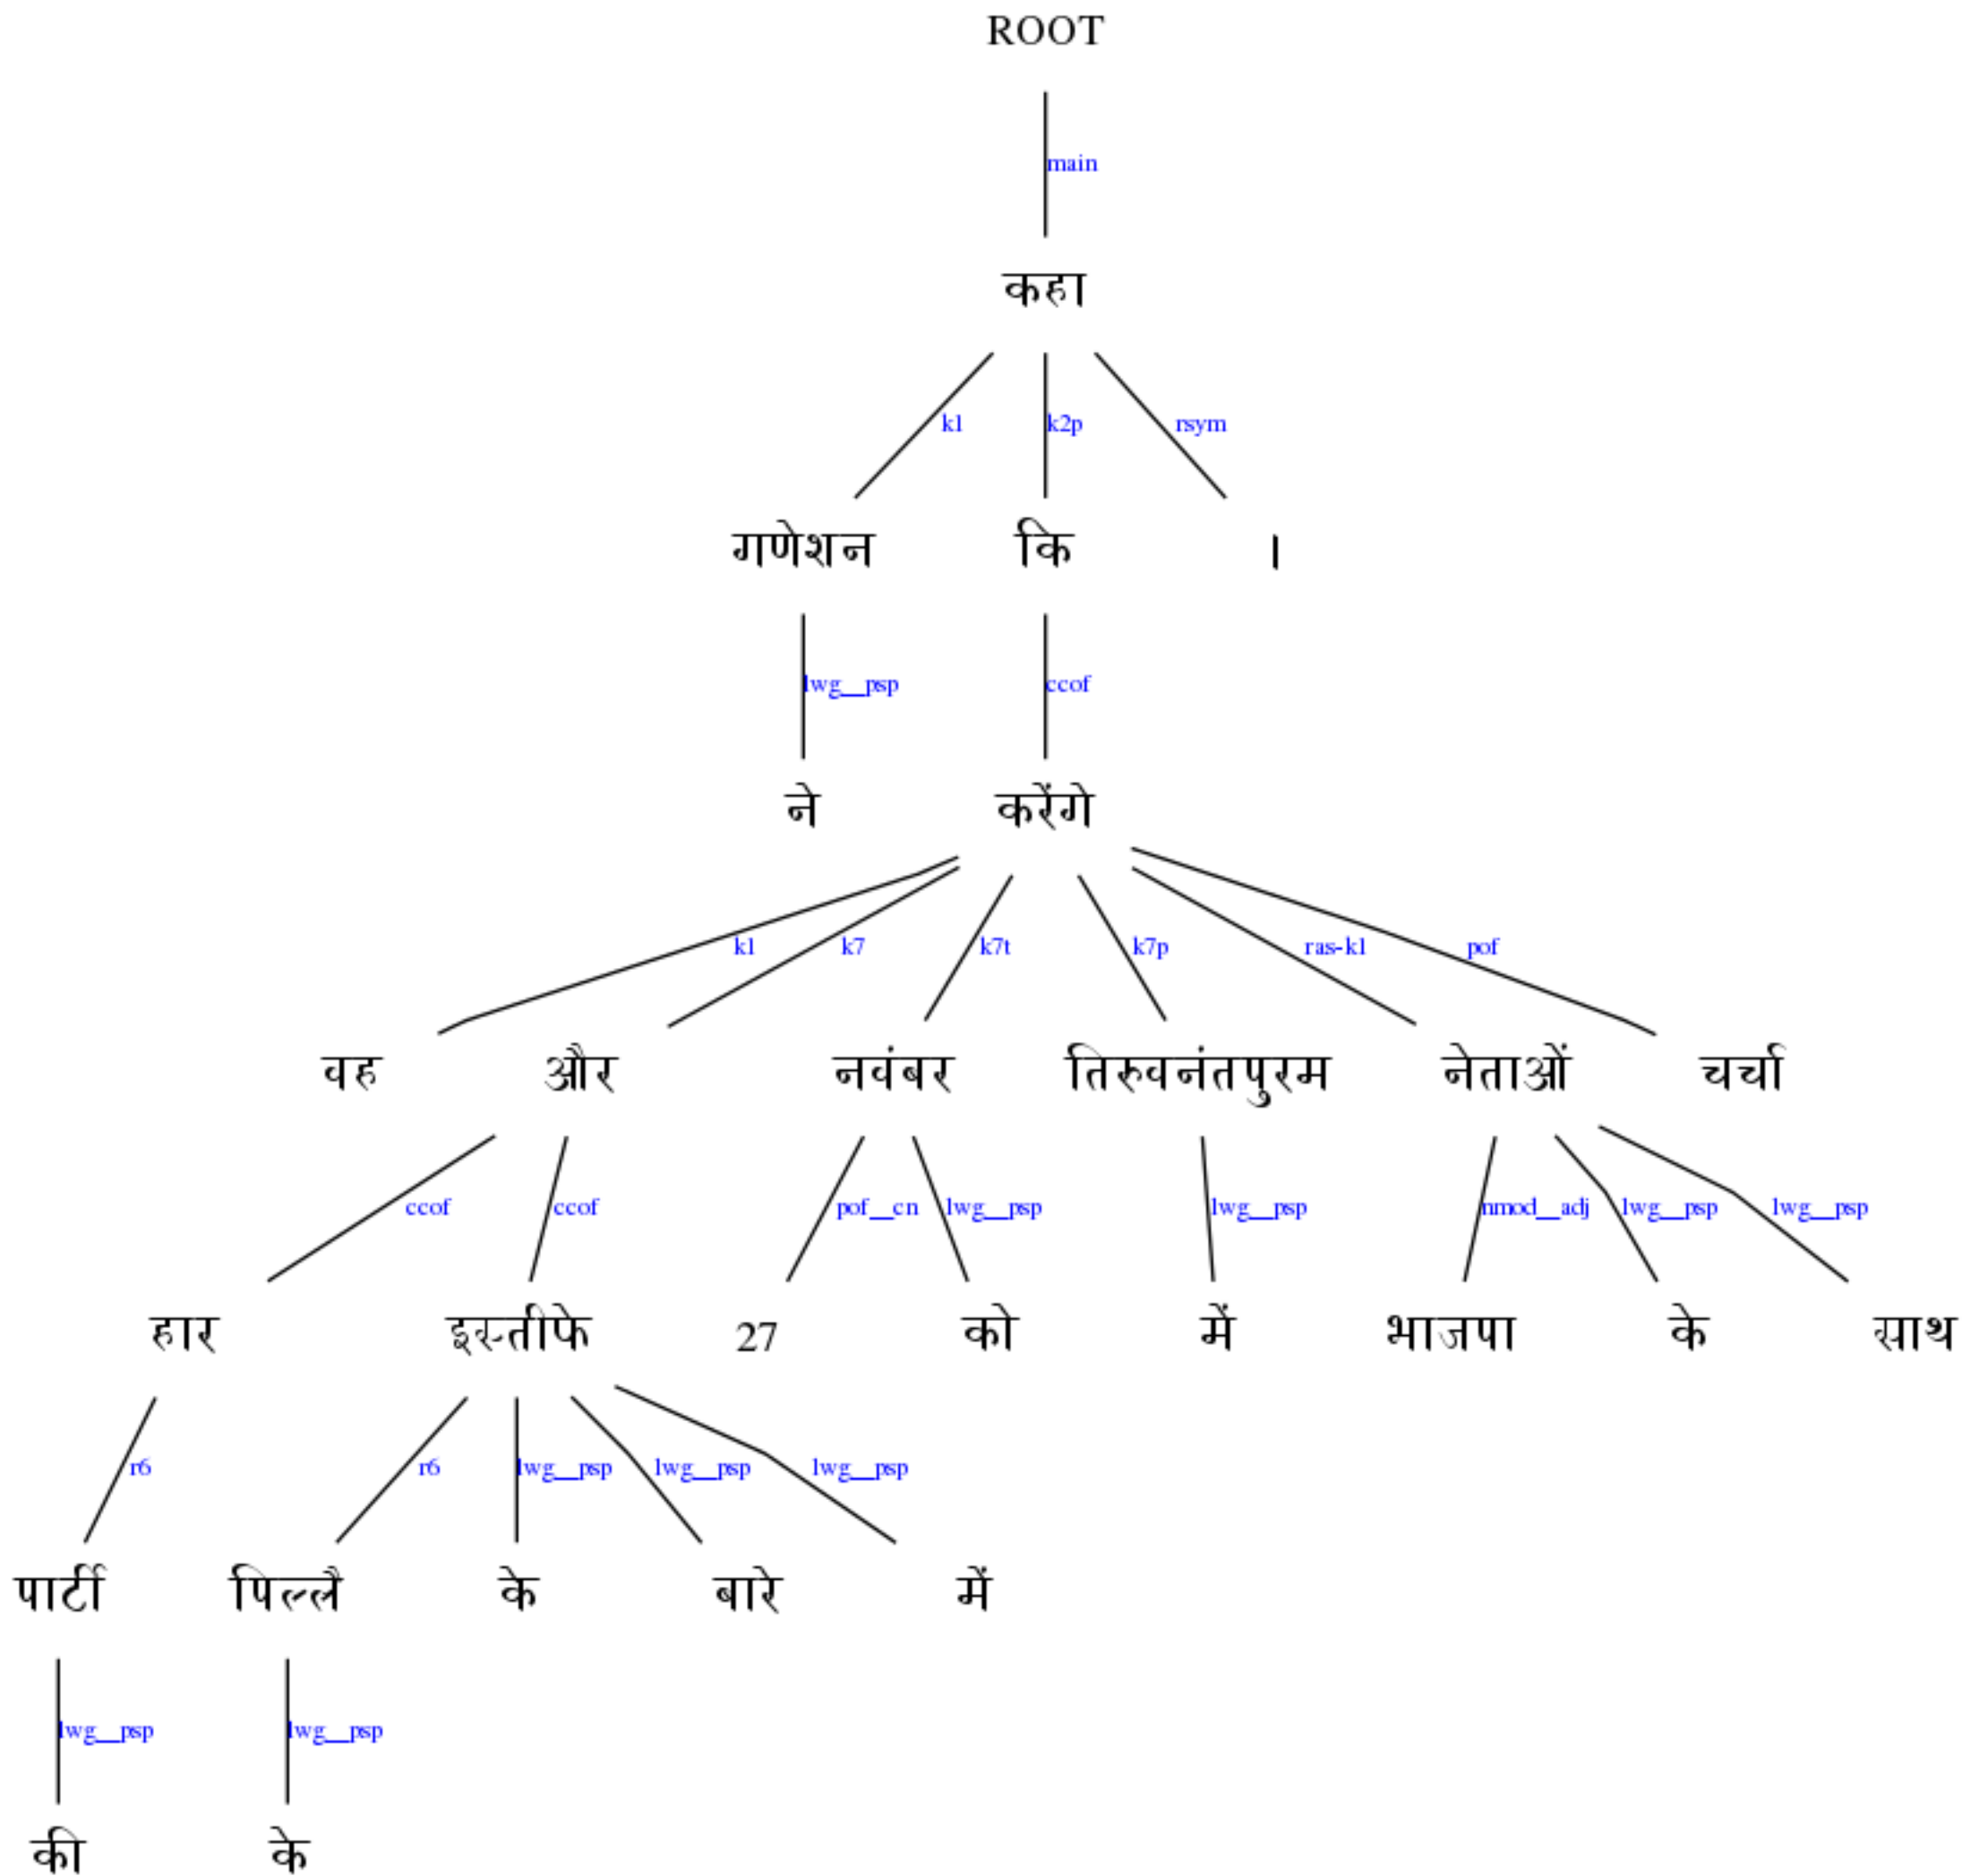 ROOT
main
कहा
k1 k2p rsym
गणेशन कि ।
lwg__psp ccof
ने करेंगे
k1 k7 k7t k7p ras-k1 pof
वह और नवंबर तिरुवनंतपुरम नेताओं चर्चा
ccof ccof pof__cn lwg__psp lwg__psp nmod__adj lwg__psp lwg__psp
हार इस्तीफे 27 को में भाजपा के साथ
r6 r6 lwg__psp lwg__psp lwg__psp
पार्टी पिल्लै के बारे में
lwg__psp lwg__psp
की के